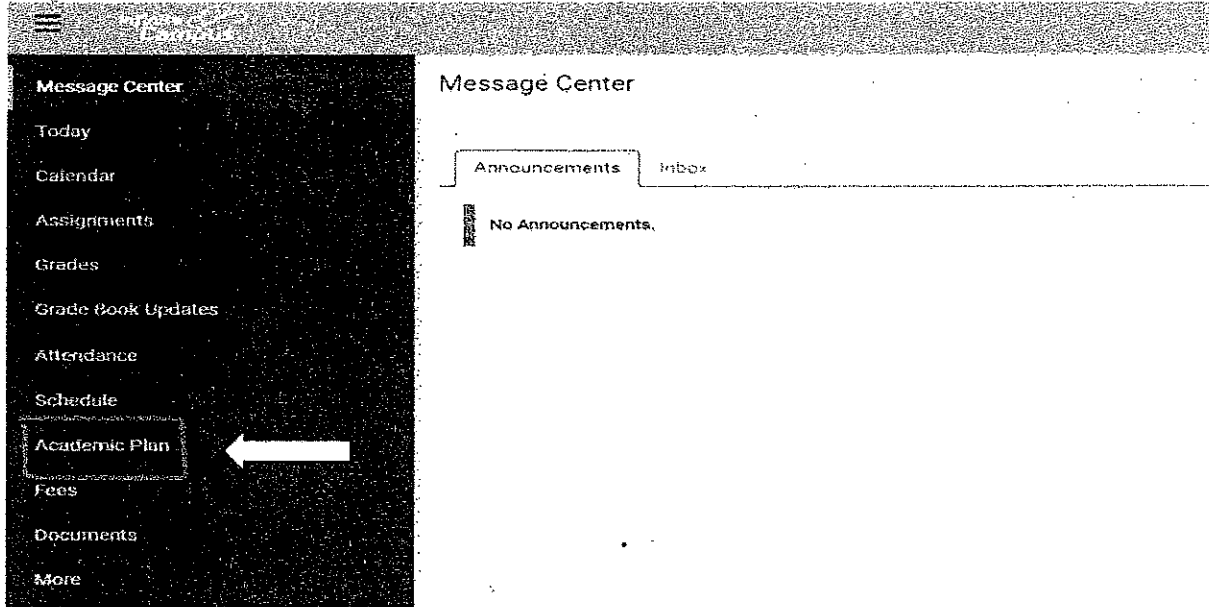 Message Center
Today
Calendar
Assignments
Grades
Grade Book Updates
Attendance
Schedule
Academic Plan
Fees
Documents
More
Message Center
Announcements Inbox
No Announcements.